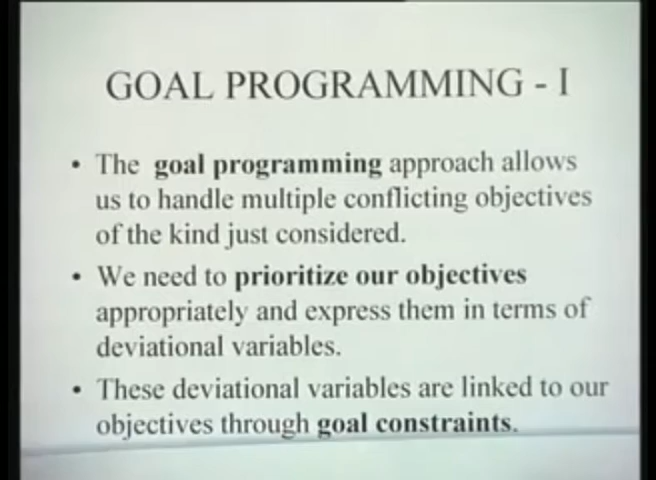 GOAL PROGRAMMING - I
• The goal programming approach allows
us to handle multiple conflicting objectives
of the kind just considered.
• We need to prioritize our objectives
appropriately and express them in terms of
deviational variables.
• These deviational variables are linked to our
objectives through goal constraints.